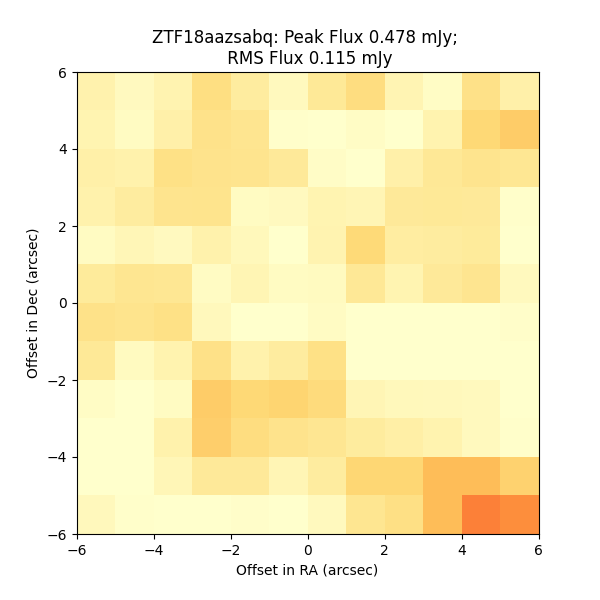 ZTF18aazsabq: Peak Flux 0.478 mJy;
RMS Flux 0.115 mJy
6
4
2
0
−2
−4
−6
Offset in Dec (arcsec)
−6 −4 −2 0 2 4 6
Offset in RA (arcsec)